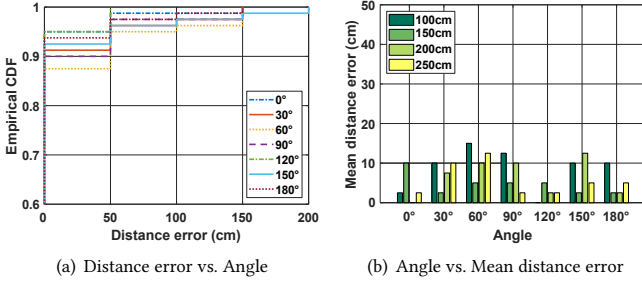 Empirical CDF
1
0.9
0.8
0.7
0.6
0 50 100 150 200
Distance error (cm)
0°
30°
60°
90°
120°
150°
180°
(a) Distance error vs. Angle
Mean distance error (cm)
50
40
30
20
10
0
100cm
150cm
200cm
250cm
0° 30° 60° 90° 120° 150° 180°
Angle
(b) Angle vs. Mean distance error